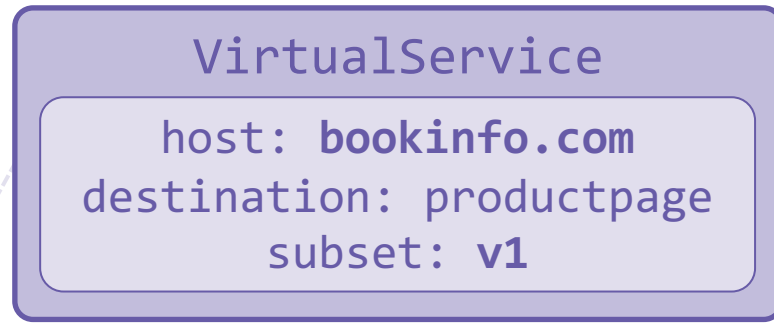 VirtualService
host: bookinfo.com
destination: productpage
subset: v1